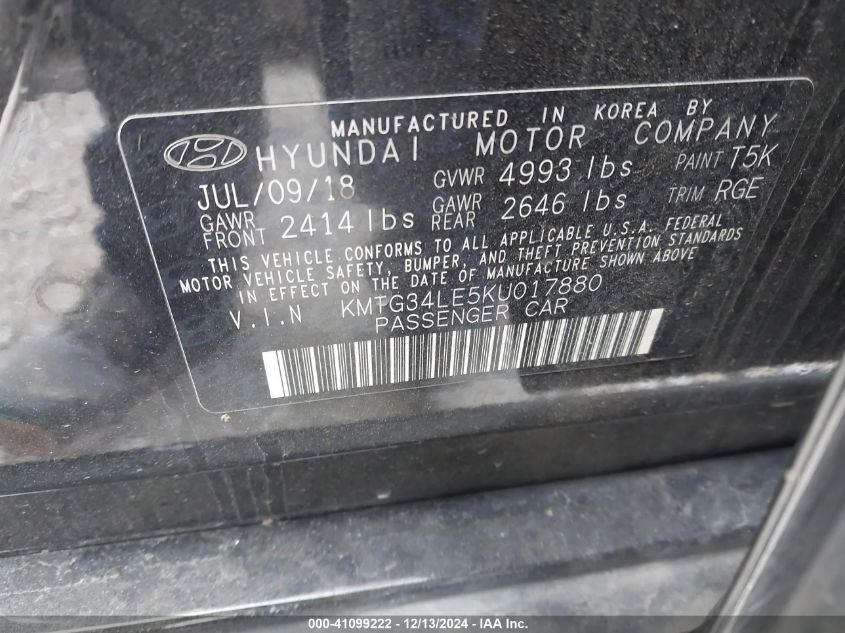 MANUFACTURED IN KOREA BY
HYUNDAI MOTOR COMPANY
JUL/09/18 GVWR 4993 lbs PAINT T5K
GAWR FRONT 2414 lbs GAWR REAR 2646 lbs TRIM RGE
THIS VEHICLE CONFORMS TO ALL APPLICABLE U.S.A. FEDERAL
MOTOR VEHICLE SAFETY, BUMPER, AND THEFT PREVENTION STANDARDS
IN EFFECT ON THE DATE OF MANUFACTURE SHOWN ABOVE
V.I.N KMTG34LE5KU017880
PASSENGER CAR
000-41099222 - 12/13/2024 - IAA Inc.